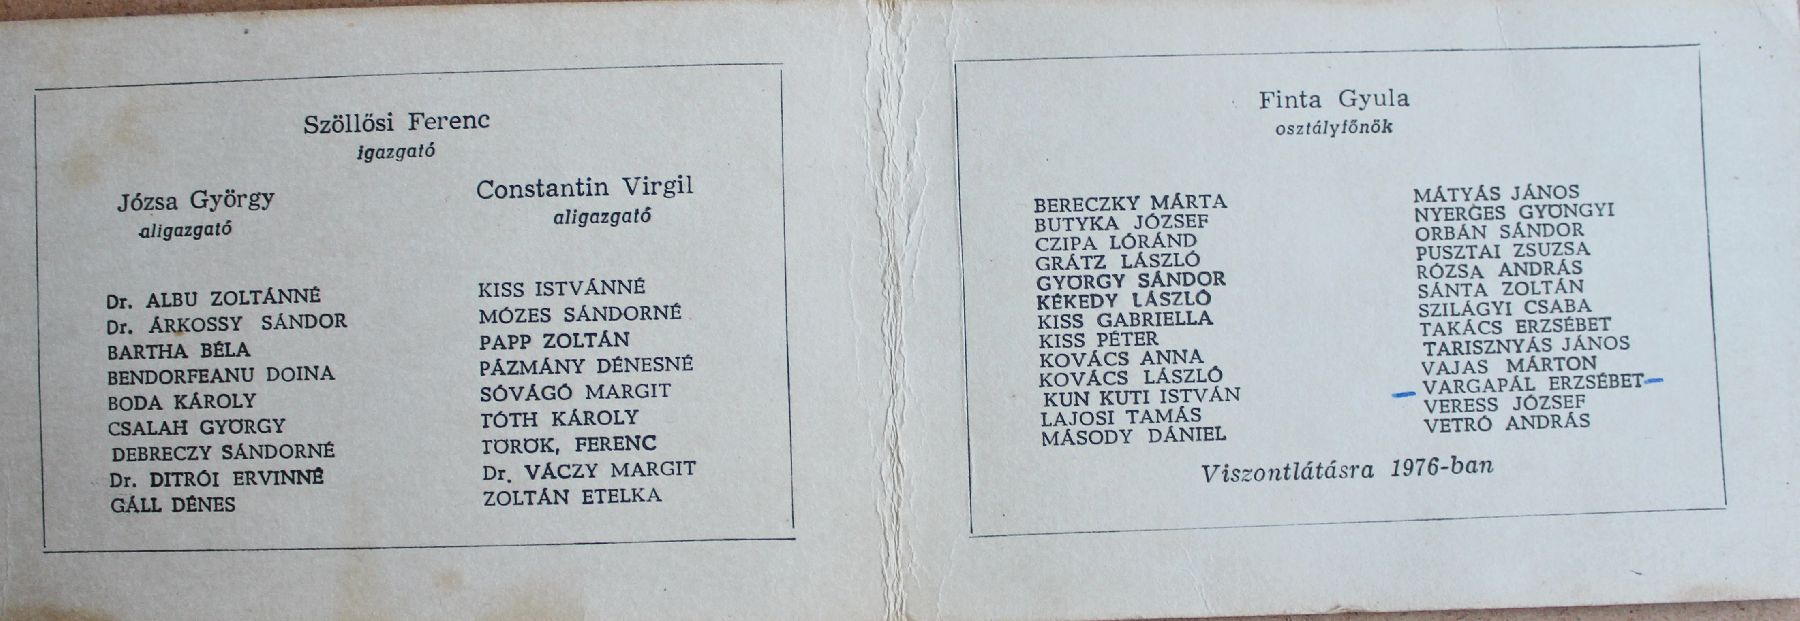 Szöllősi Ferenc
igazgató
Józsa György
aligazgató
Constantin Virgil
aligazgató
Dr. ALBU ZOLTÁNNÉ
Dr. ÁRKOSSY SÁNDOR
BARTHA BÉLA
BENDORFEANU DOINA
BODA KÁROLY
CSALAH GYÖRGY
DEBRECZY SÁNDORNÉ
Dr. DITRÓI ERVINNÉ
GÁLL DÉNES
KISS ISTVÁNNÉ
MÓZES SÁNDORNÉ
PAPP ZOLTÁN
PÁZMÁNY DÉNESNÉ
SÓVÁGÓ MARGIT
TÓTH KÁROLY
TÖRÖK, FERENC
Dr. VÁCZY MARGIT
ZOLTÁN ETELKA
Finta Gyula
osztályfőnök
BERECZKY MÁRTA
BUTYKA JÓZSEF
CZIPA LÓRÁND
GRÁTZ LÁSZLÓ
GYÖRGY SÁNDOR
KÉKEDY LÁSZLÓ
KISS GABRIELLA
KISS PÉTER
KOVÁCS ANNA
KOVÁCS LÁSZLÓ
KUN KUTI ISTVÁN
LAJOSI TAMÁS
MÁSODY DÁNIEL
MÁTYÁS JÁNOS
NYERGES GYÖNGYI
ORBÁN SÁNDOR
PUSZTAI ZSUZSA
RÓZSA ANDRÁS
SÁNTA ZOLTÁN
SZILÁGYI CSABA
TAKÁCS ERZSÉBET
TARISZNYÁS JÁNOS
VAJAS MÁRTON
VARGAPÁL ERZSÉBET
VERESS JÓZSEF
VETRÓ ANDRÁS
Viszontlátásra 1976-ban